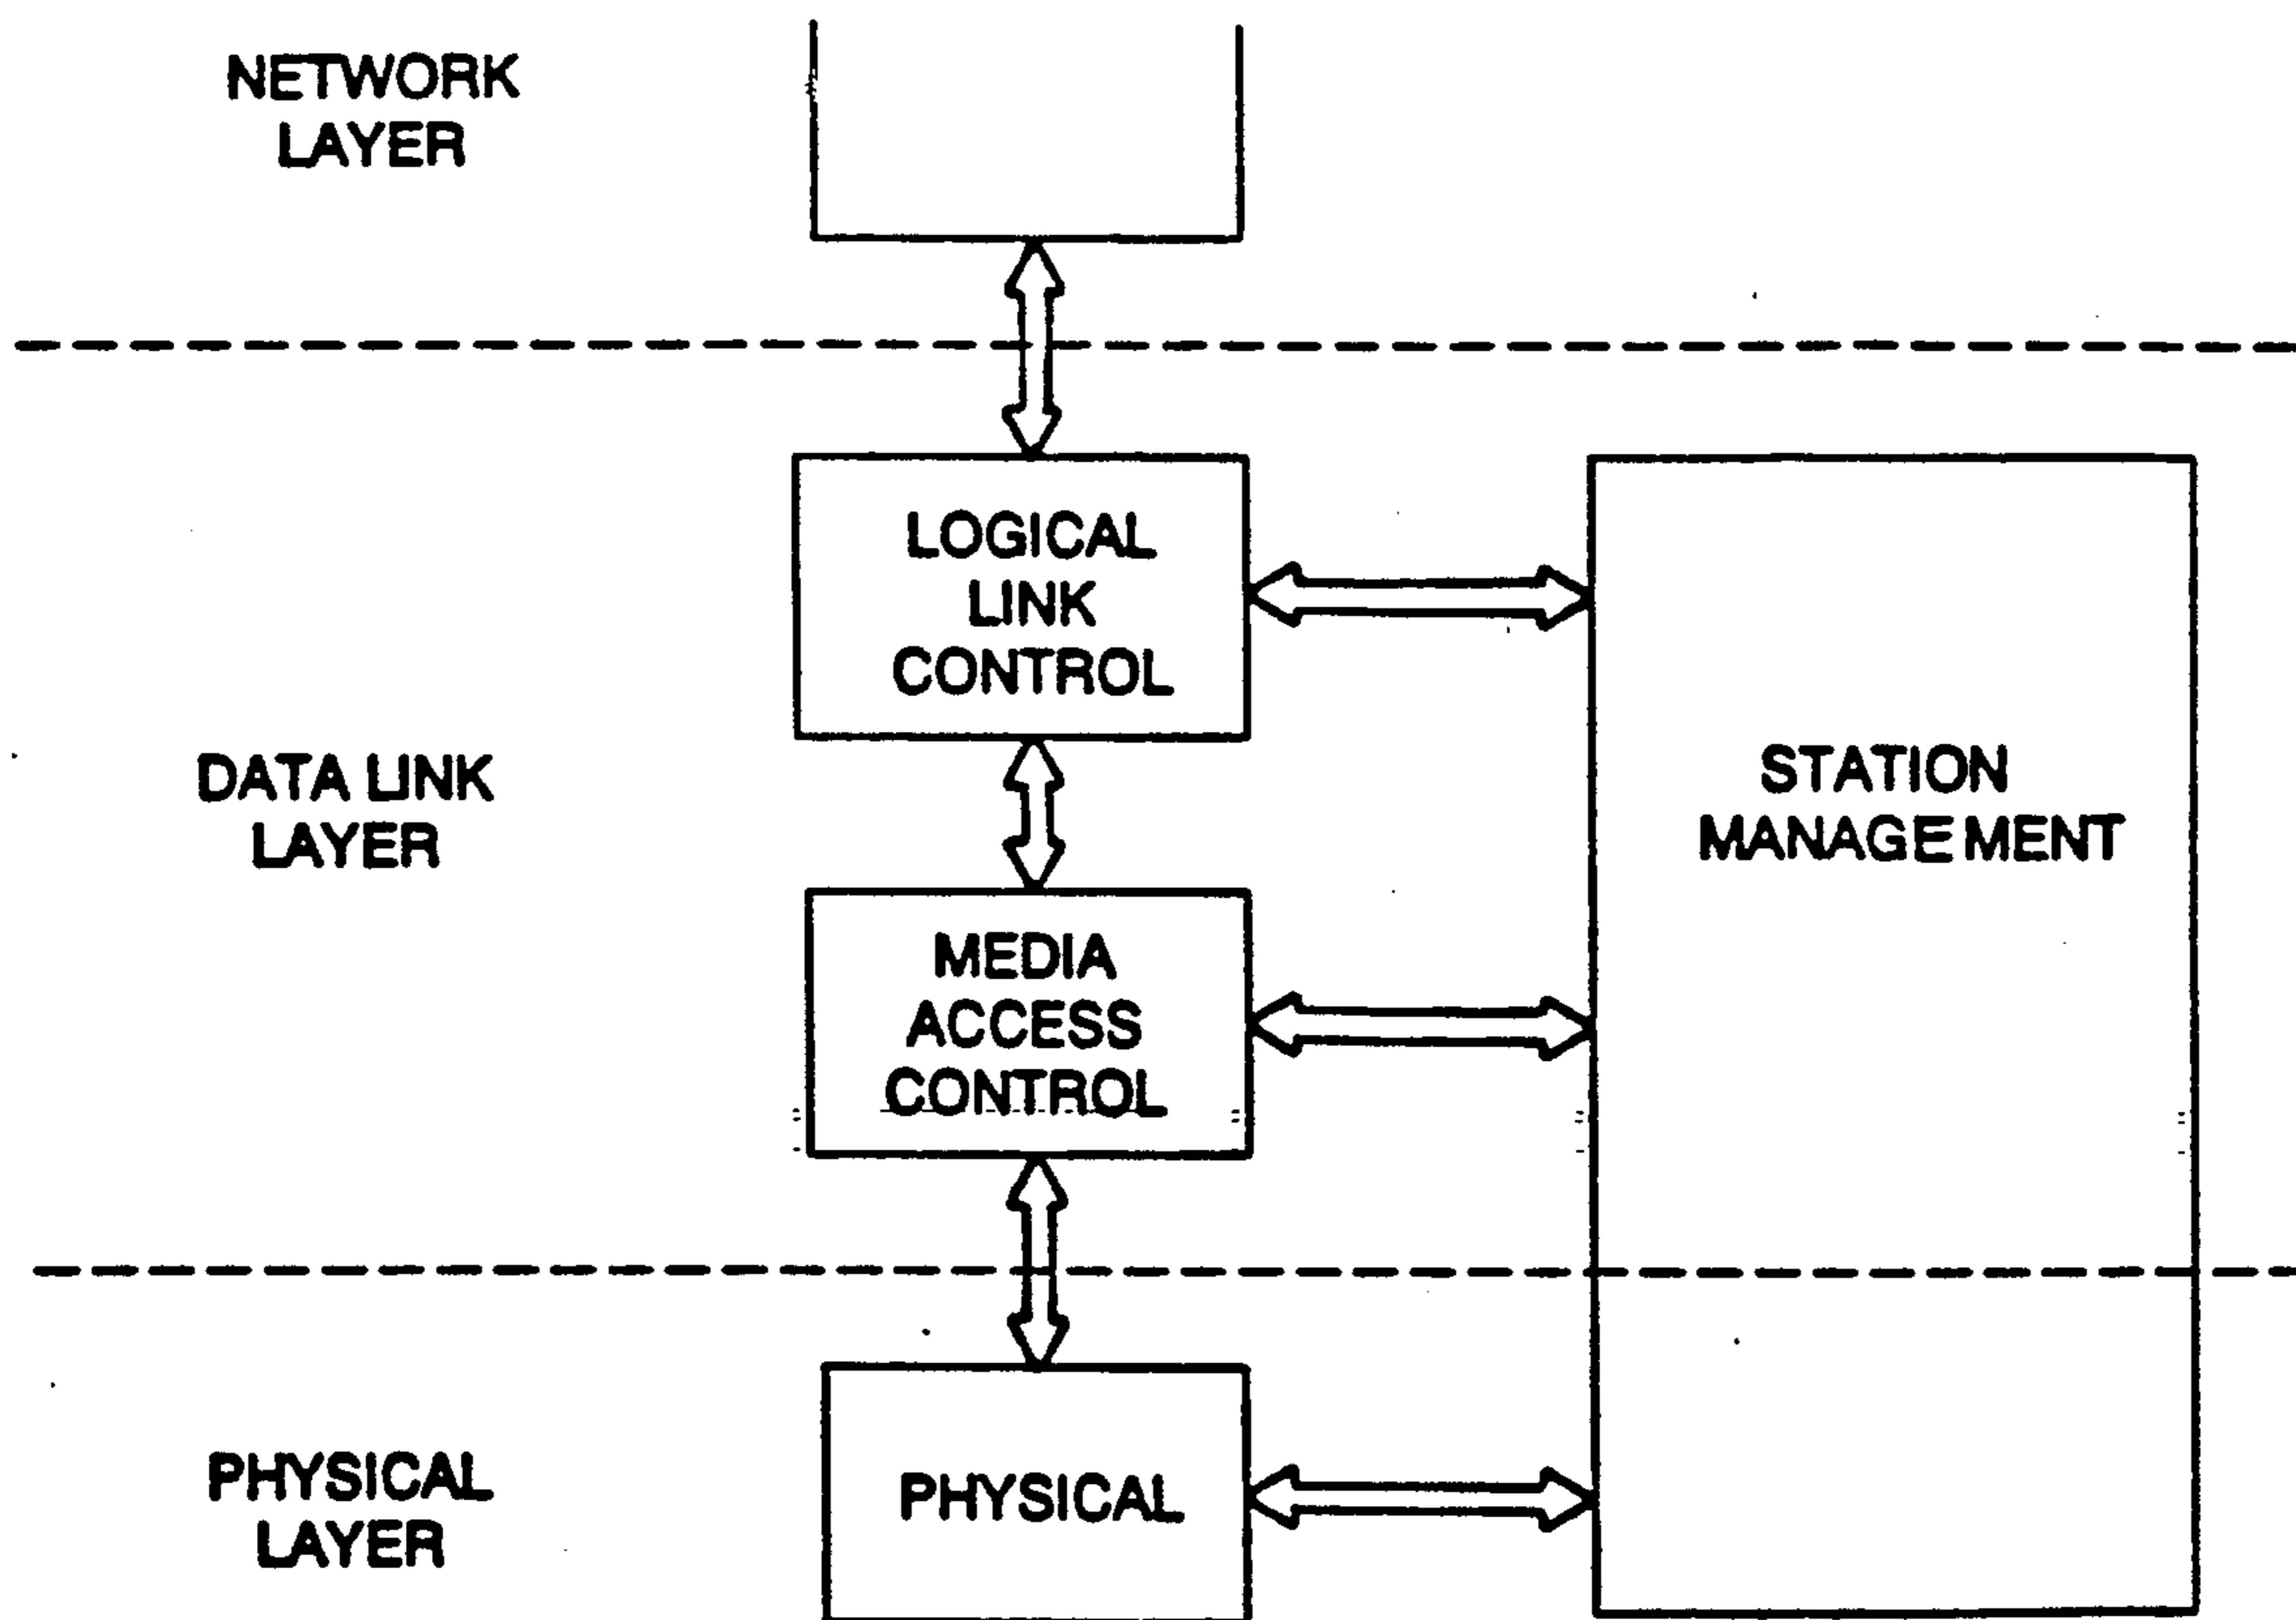 NETWORK
LAYER
LOGICAL
LINK
CONTROL
DATA LINK
LAYER
STATION
MANAGEMENT
MEDIA
ACCESS
CONTROL
PHYSICAL
LAYER
PHYSICAL